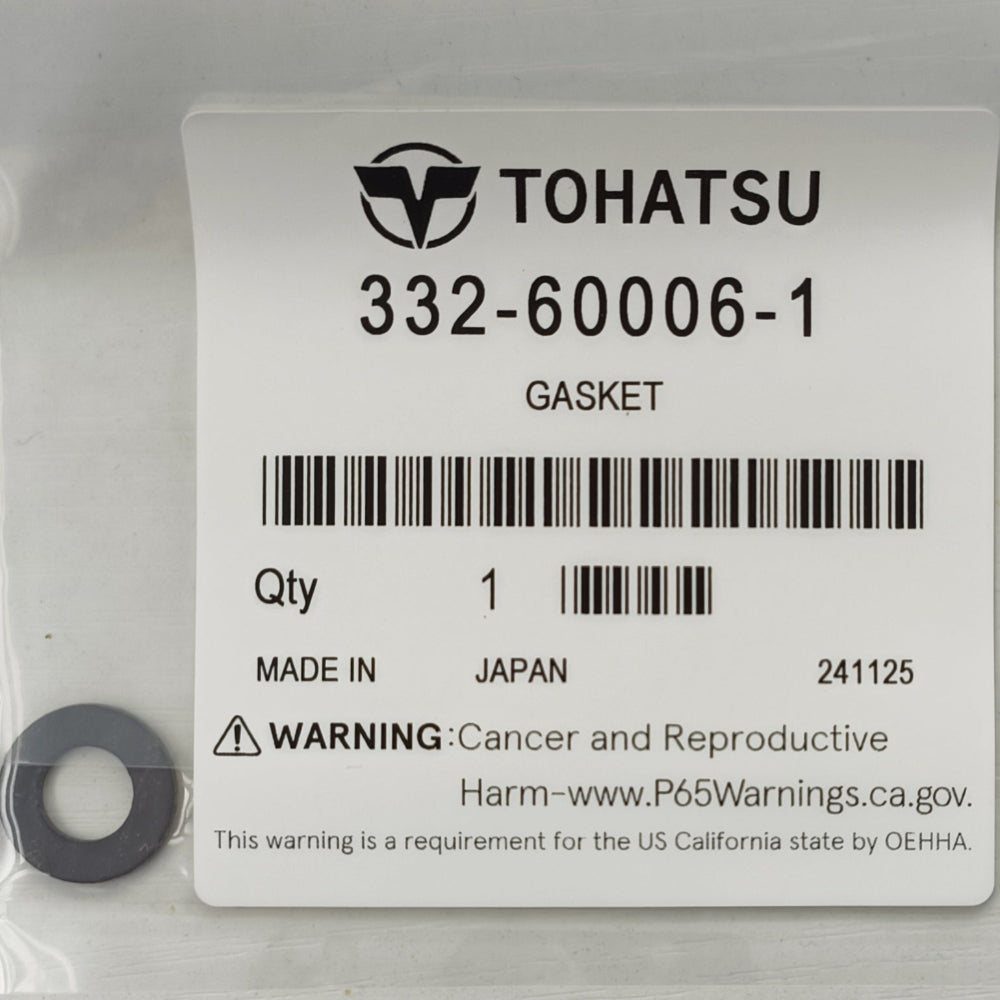 TOHATSU
332-60006-1
GASKET
Qty 1
MADE IN JAPAN 241125
⚠ WARNING:Cancer and Reproductive
Harm-www.P65Warnings.ca.gov.
This warning is a requirement for the US California state by OEHHA.